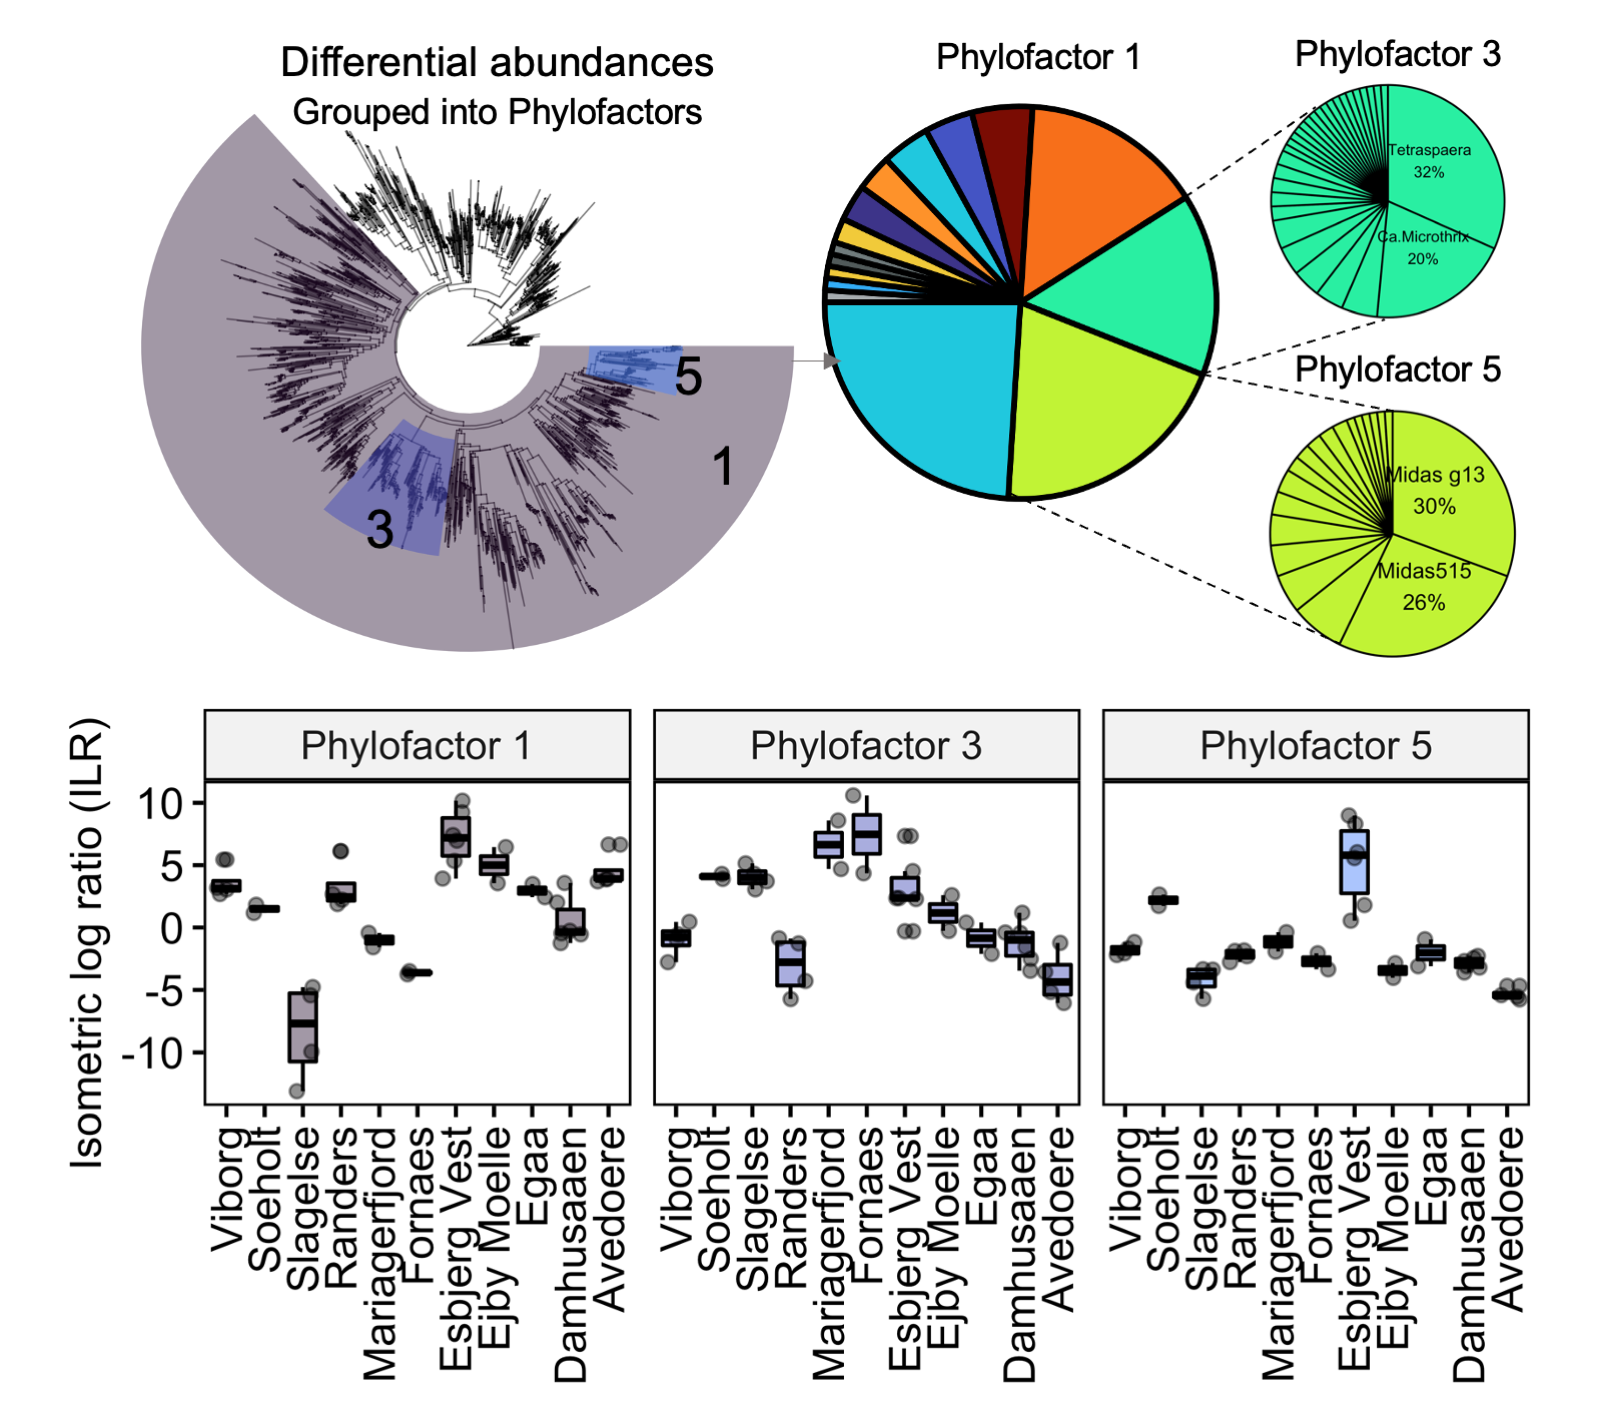 Differential abundances
Grouped into Phylofactors
Phylofactor 1
Phylofactor 3
Tetraspaera
32%
Ca.Microthrix
20%
5
1
3
Phylofactor 5
Midas g13
30%
Midas515
26%
Isometric log ratio (ILR)
Phylofactor 1
Phylofactor 3
Phylofactor 5
10
5
0
-5
-10
Viborg
Soeholt
Slagelse
Randers
Mariagerfjord
Fornaes
Esbjerg Vest
Ejby Moelle
Egaa
Damhusaaen
Avedoere
Viborg
Soeholt
Slagelse
Randers
Mariagerfjord
Fornaes
Esbjerg Vest
Ejby Moelle
Egaa
Damhusaaen
Avedoere
Viborg
Soeholt
Slagelse
Randers
Mariagerfjord
Fornaes
Esbjerg Vest
Ejby Moelle
Egaa
Damhusaaen
Avedoere